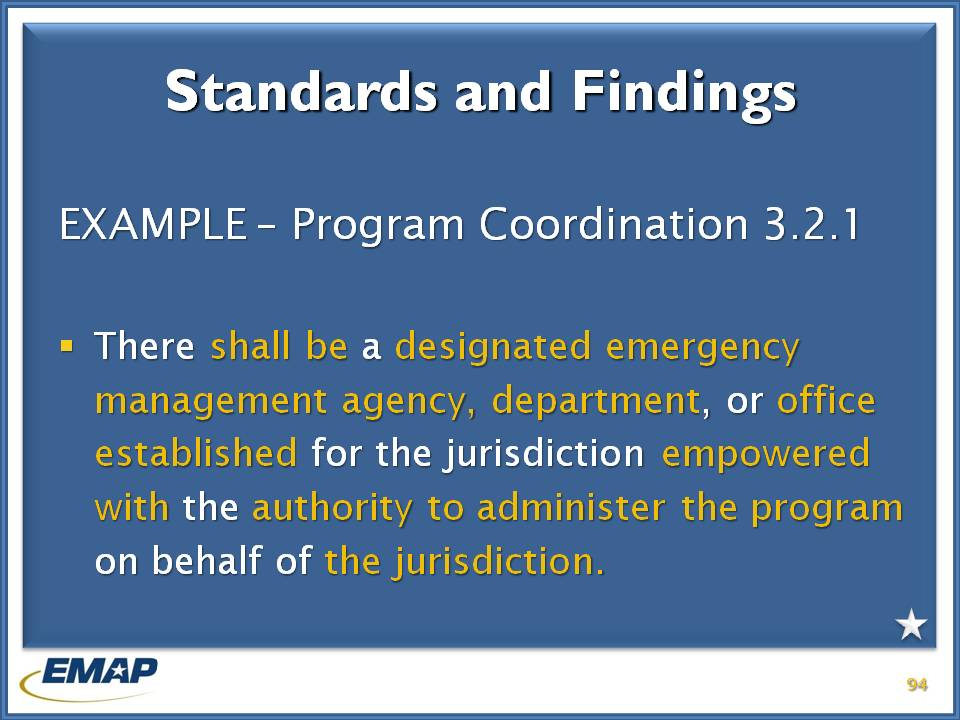 Standards and Findings
EXAMPLE – Program Coordination 3.2.1
▪ There shall be a designated emergency
management agency, department, or office
established for the jurisdiction empowered
with the authority to administer the program
on behalf of the jurisdiction.
EMAP
94